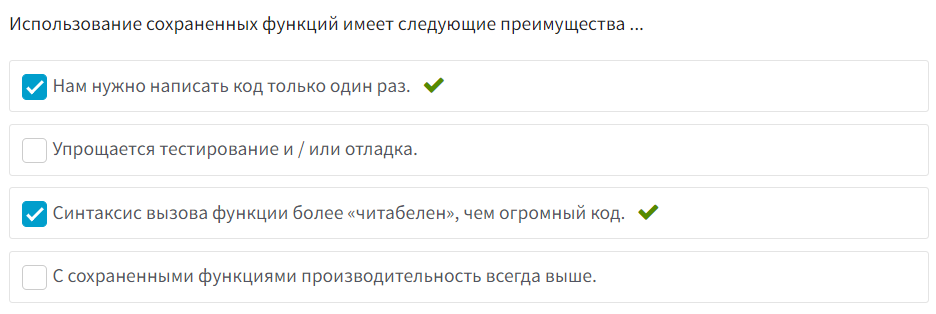 Использование сохраненных функций имеет следующие преимущества ...
Нам нужно написать код только один раз.
Упрощается тестирование и / или отладка.
Синтаксис вызова функции более «читабелен», чем огромный код.
С сохраненными функциями производительность всегда выше.